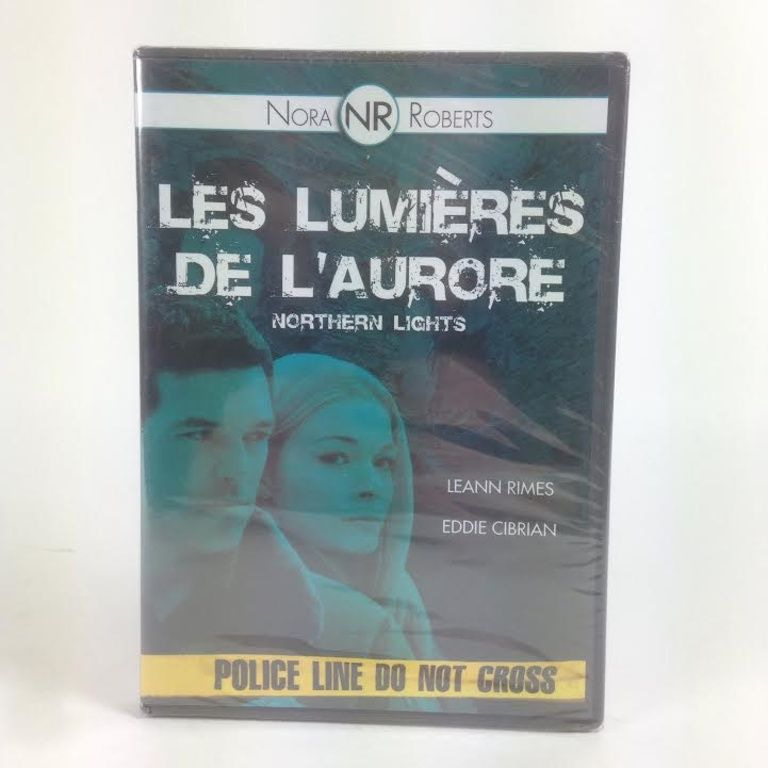 NORA NR ROBERTS
LES LUMIÈRES
DE L'AURORE
NORTHERN LIGHTS
LEANN RIMES
EDDIE CIBRIAN
POLICE LINE DO NOT CROSS